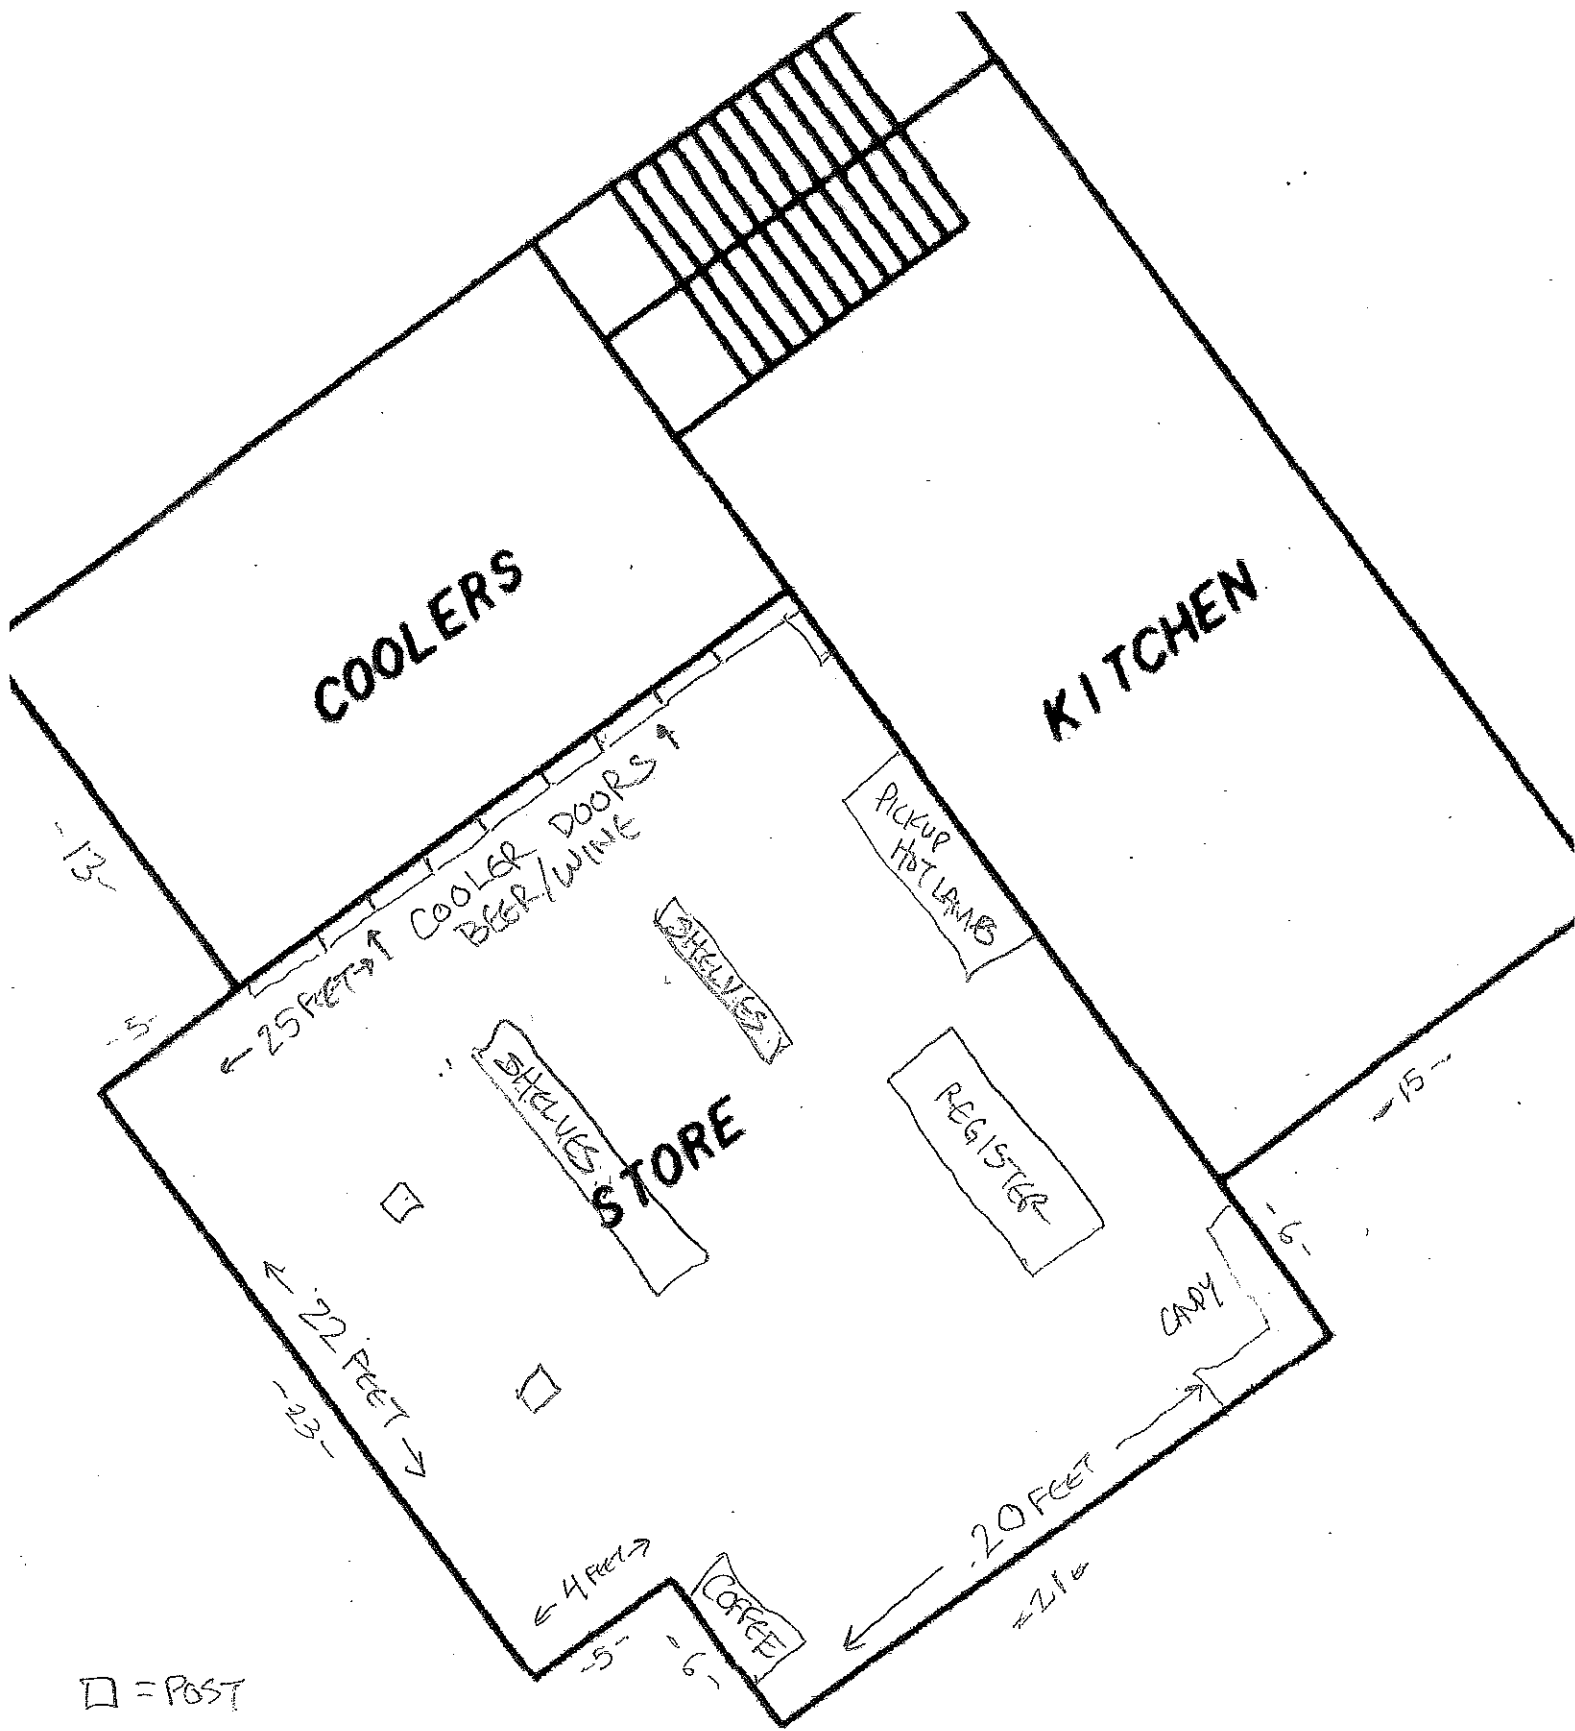 COOLERS
KITCHEN
-13-
COOLER DOORS
BEER/WINE
PICKUP
HOT LAMB
SHELVES
-5-
←25 FEET→
SHELVES
STORE
REGISTER
-15-
-6-
CANDY
22 FEET
-23-
20 FEET
-21-
←4 FEET→
COFFEE
-5-
-6-
□ = POST